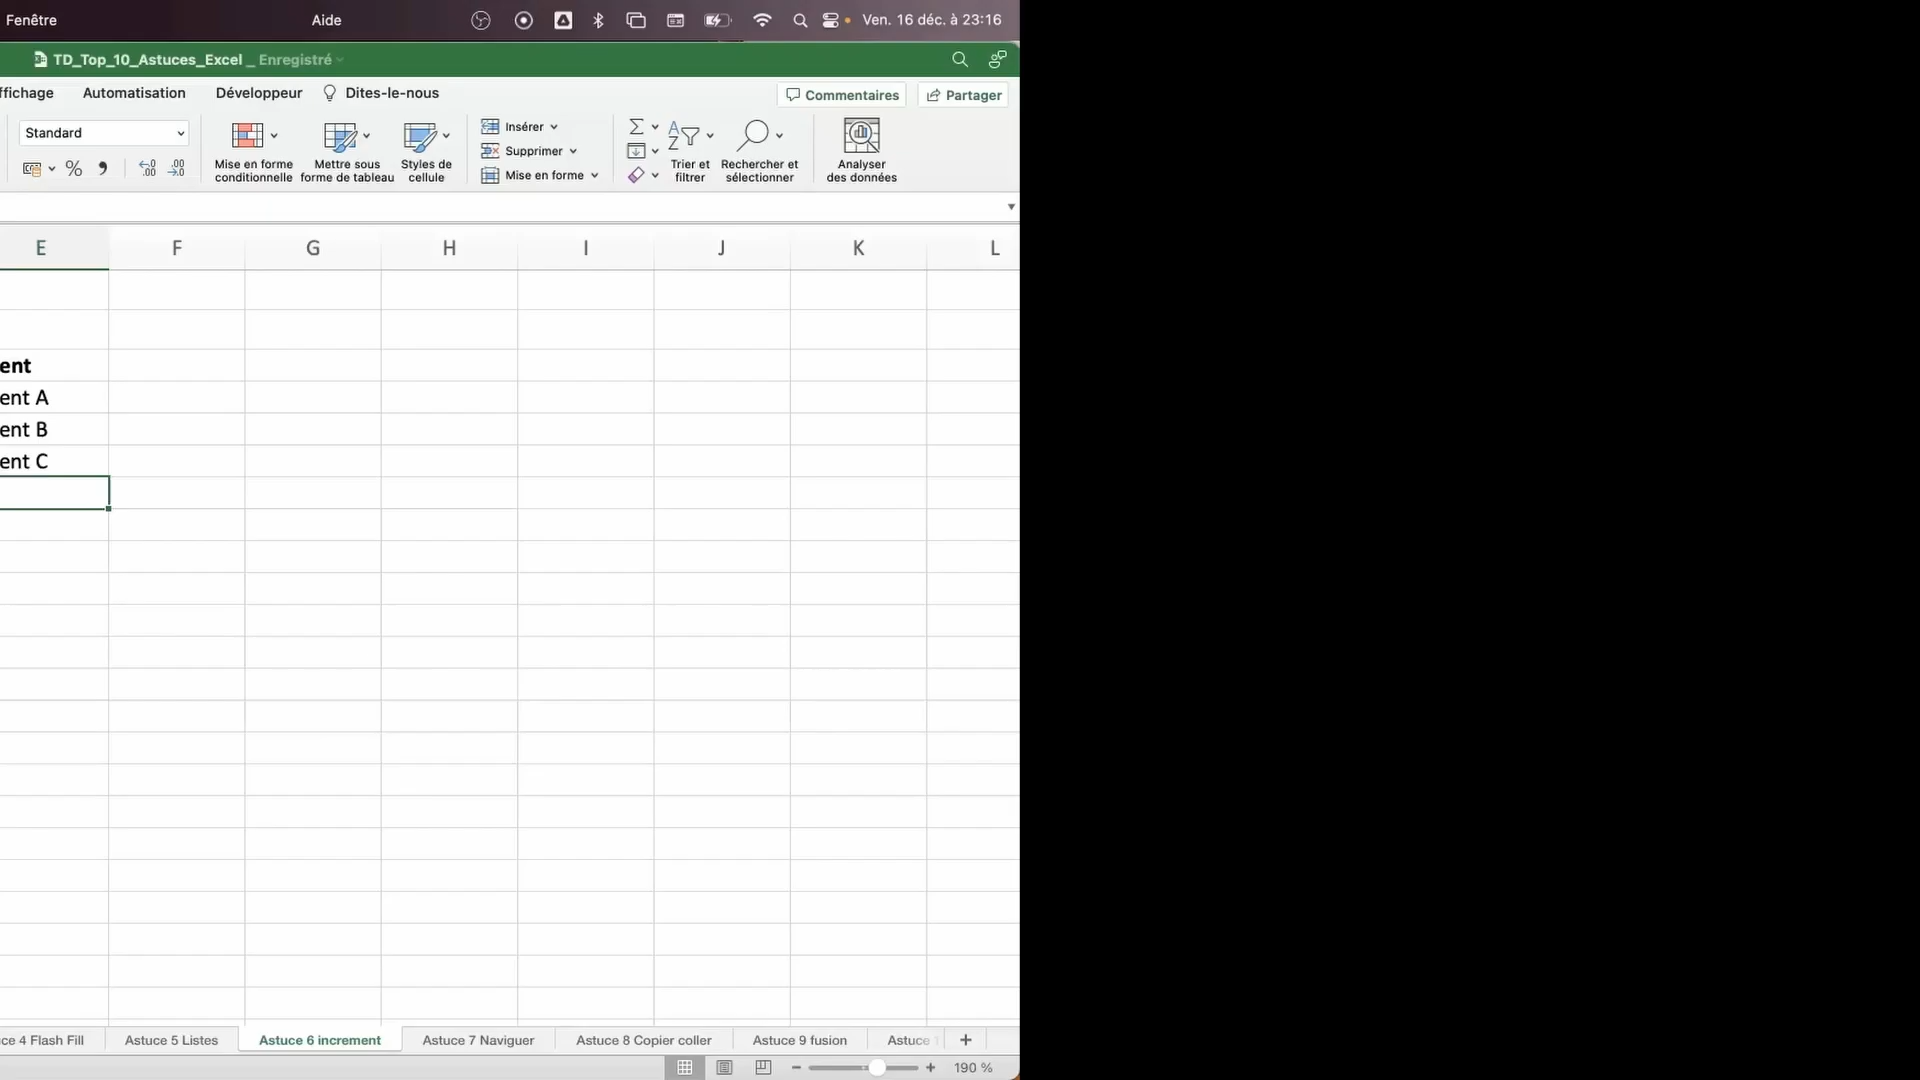 Fenêtre Aide Ven. 16 déc. à 23:16
TD_Top_10_Astuces_Excel _ Enregistré
ffichage Automatisation Développeur Dites-le-nous Commentaires Partager
Standard
Mise en forme conditionnelle
Mettre sous forme de tableau
Styles de cellule
Insérer
Supprimer
Mise en forme
Trier et filtrer
Rechercher et sélectionner
Analyser des données
E F G H I J K L
ent
ent A
ent B
ent C
ce 4 Flash Fill Astuce 5 Listes Astuce 6 increment Astuce 7 Naviguer Astuce 8 Copier coller Astuce 9 fusion Astuce
190 %